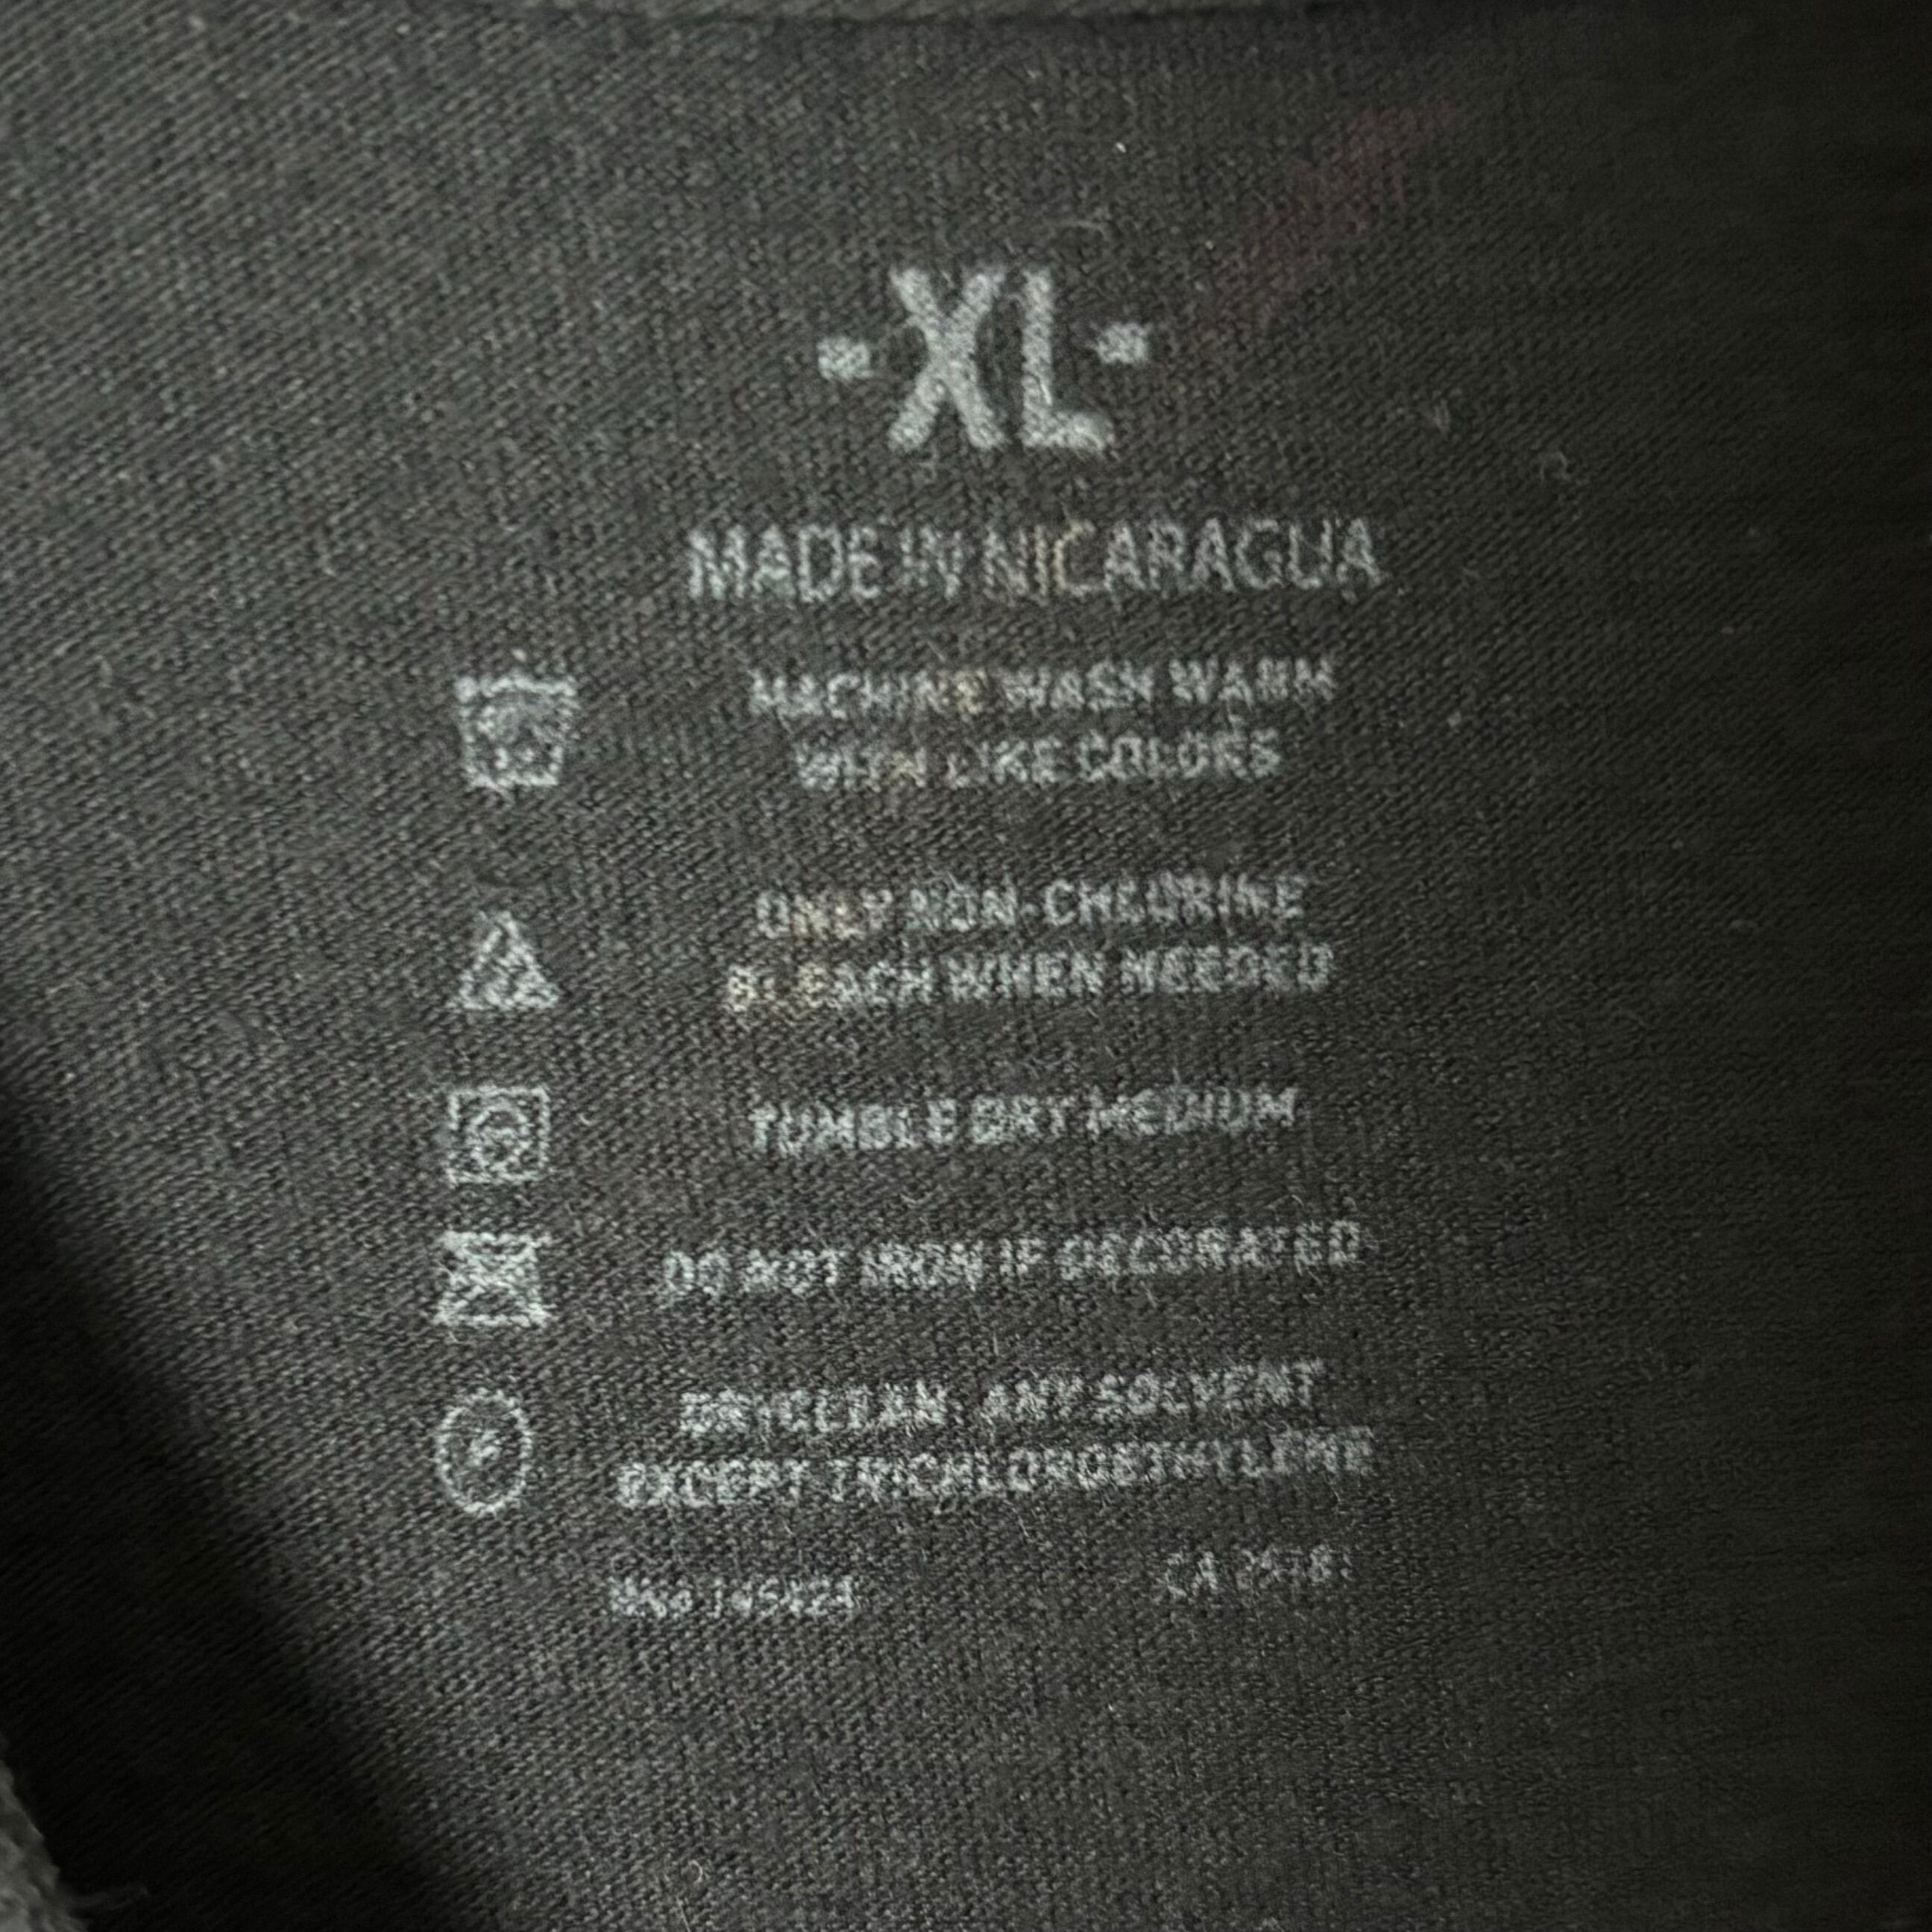 -XL-
MADE IN NICARAGUA
MACHINE WASH WARM
WITH LIKE COLORS
ONLY NON-CHLORINE
BLEACH WHEN NEEDED
TUMBLE DRY MEDIUM
DO NOT IRON IF DECORATED
DRYCLEAN, ANY SOLVENT
EXCEPT TRICHLOROETHYLENE
CA